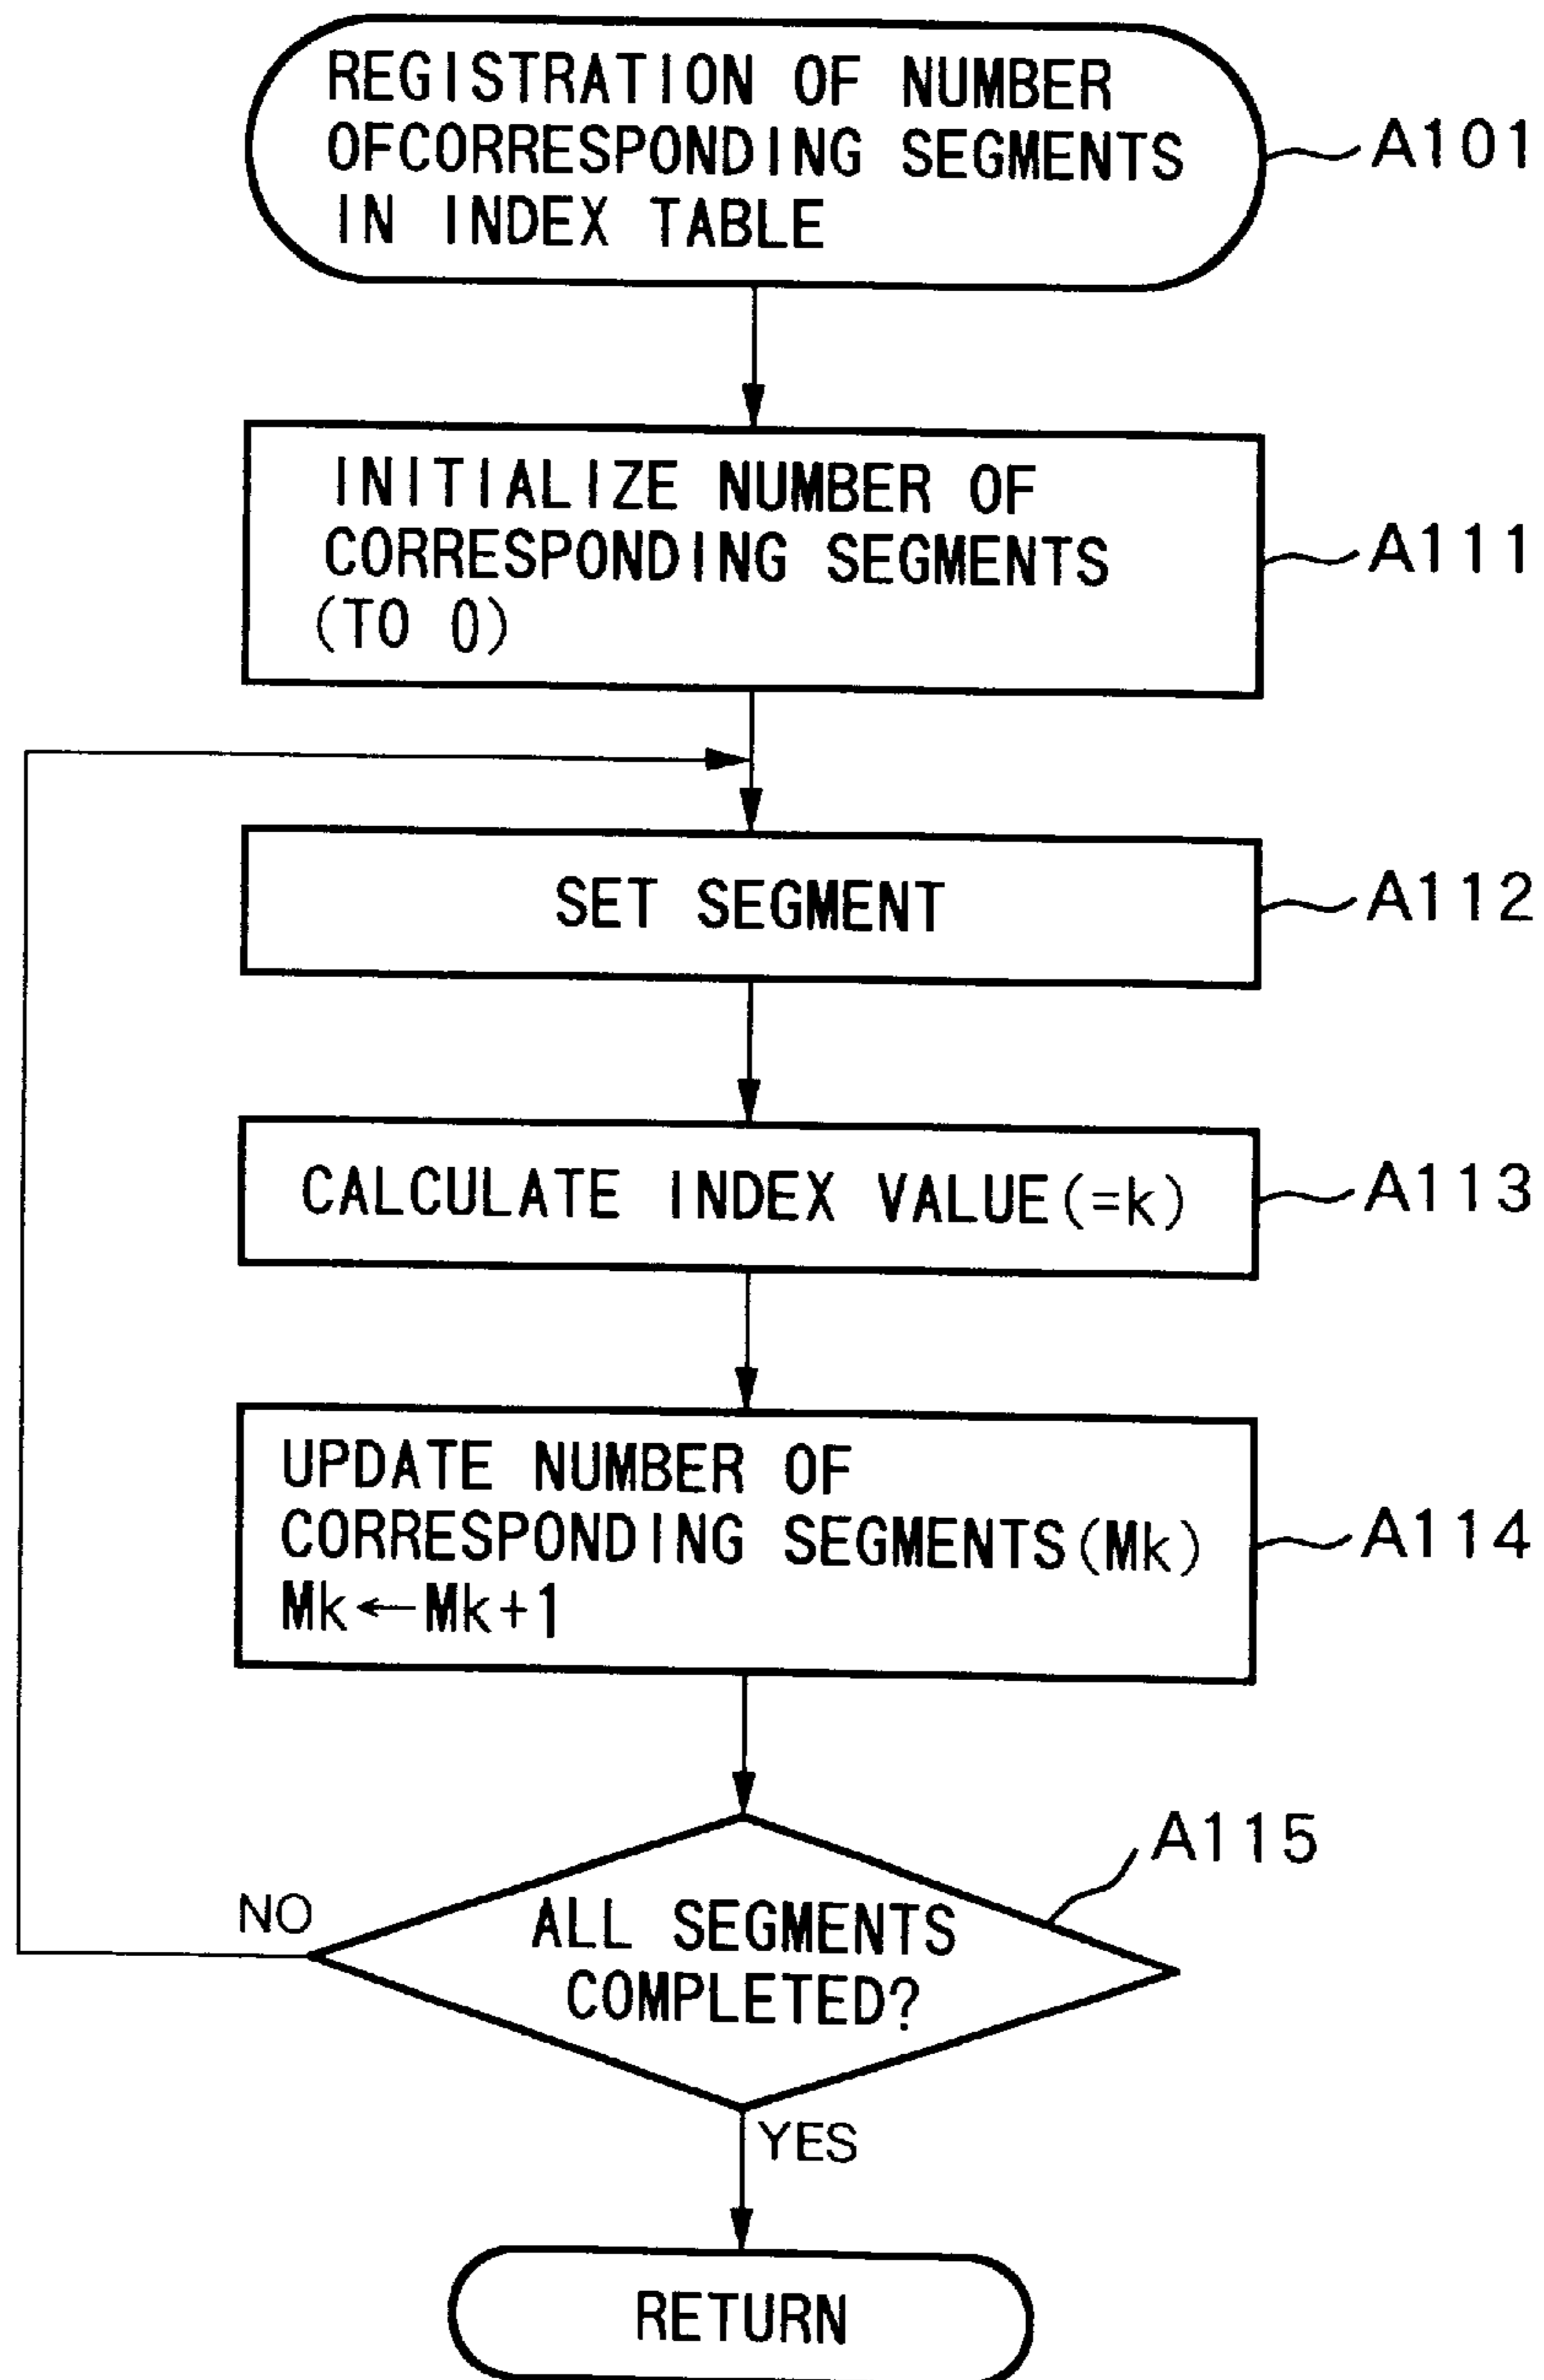 REGISTRATION OF NUMBER
OFCORRESPONDING SEGMENTS
IN INDEX TABLE
A101
INITIALIZE NUMBER OF
CORRESPONDING SEGMENTS
(TO 0)
A111
SET SEGMENT
A112
CALCULATE INDEX VALUE(=k)
A113
UPDATE NUMBER OF
CORRESPONDING SEGMENTS(Mk)
Mk←Mk+1
A114
A115
NO
ALL SEGMENTS
COMPLETED?
YES
RETURN